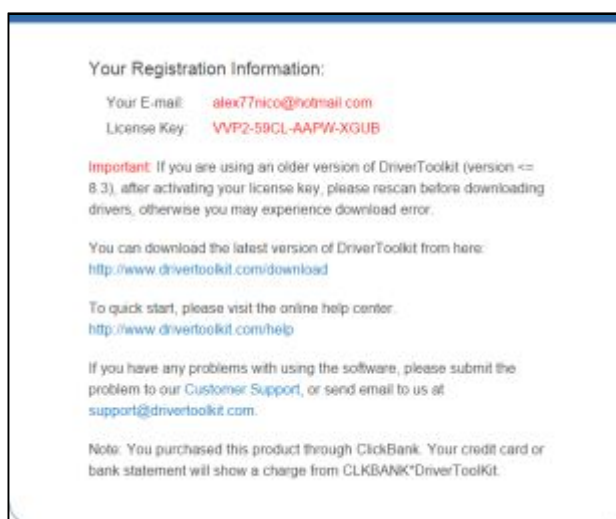 Your Registration Information:
Your E-mail: alex77nico@hotmail.com
License Key: VVP2-59CL-AAPW-XGUB
Important: If you are using an older version of DriverToolkit (version <=
8.3), after activating your license key, please rescan before downloading
drivers, otherwise you may experience download error.
You can download the latest version of DriverToolkit from here:
http://www.drivertoolkit.com/download
To quick start, please visit the online help center.
http://www.drivertoolkit.com/help
If you have any problems with using the software, please submit the
problem to our Customer Support, or send email to us at
support@drivertoolkit.com.
Note: You purchased this product through ClickBank. Your credit card or
bank statement will show a charge from CLKBANK*DriverToolKit.